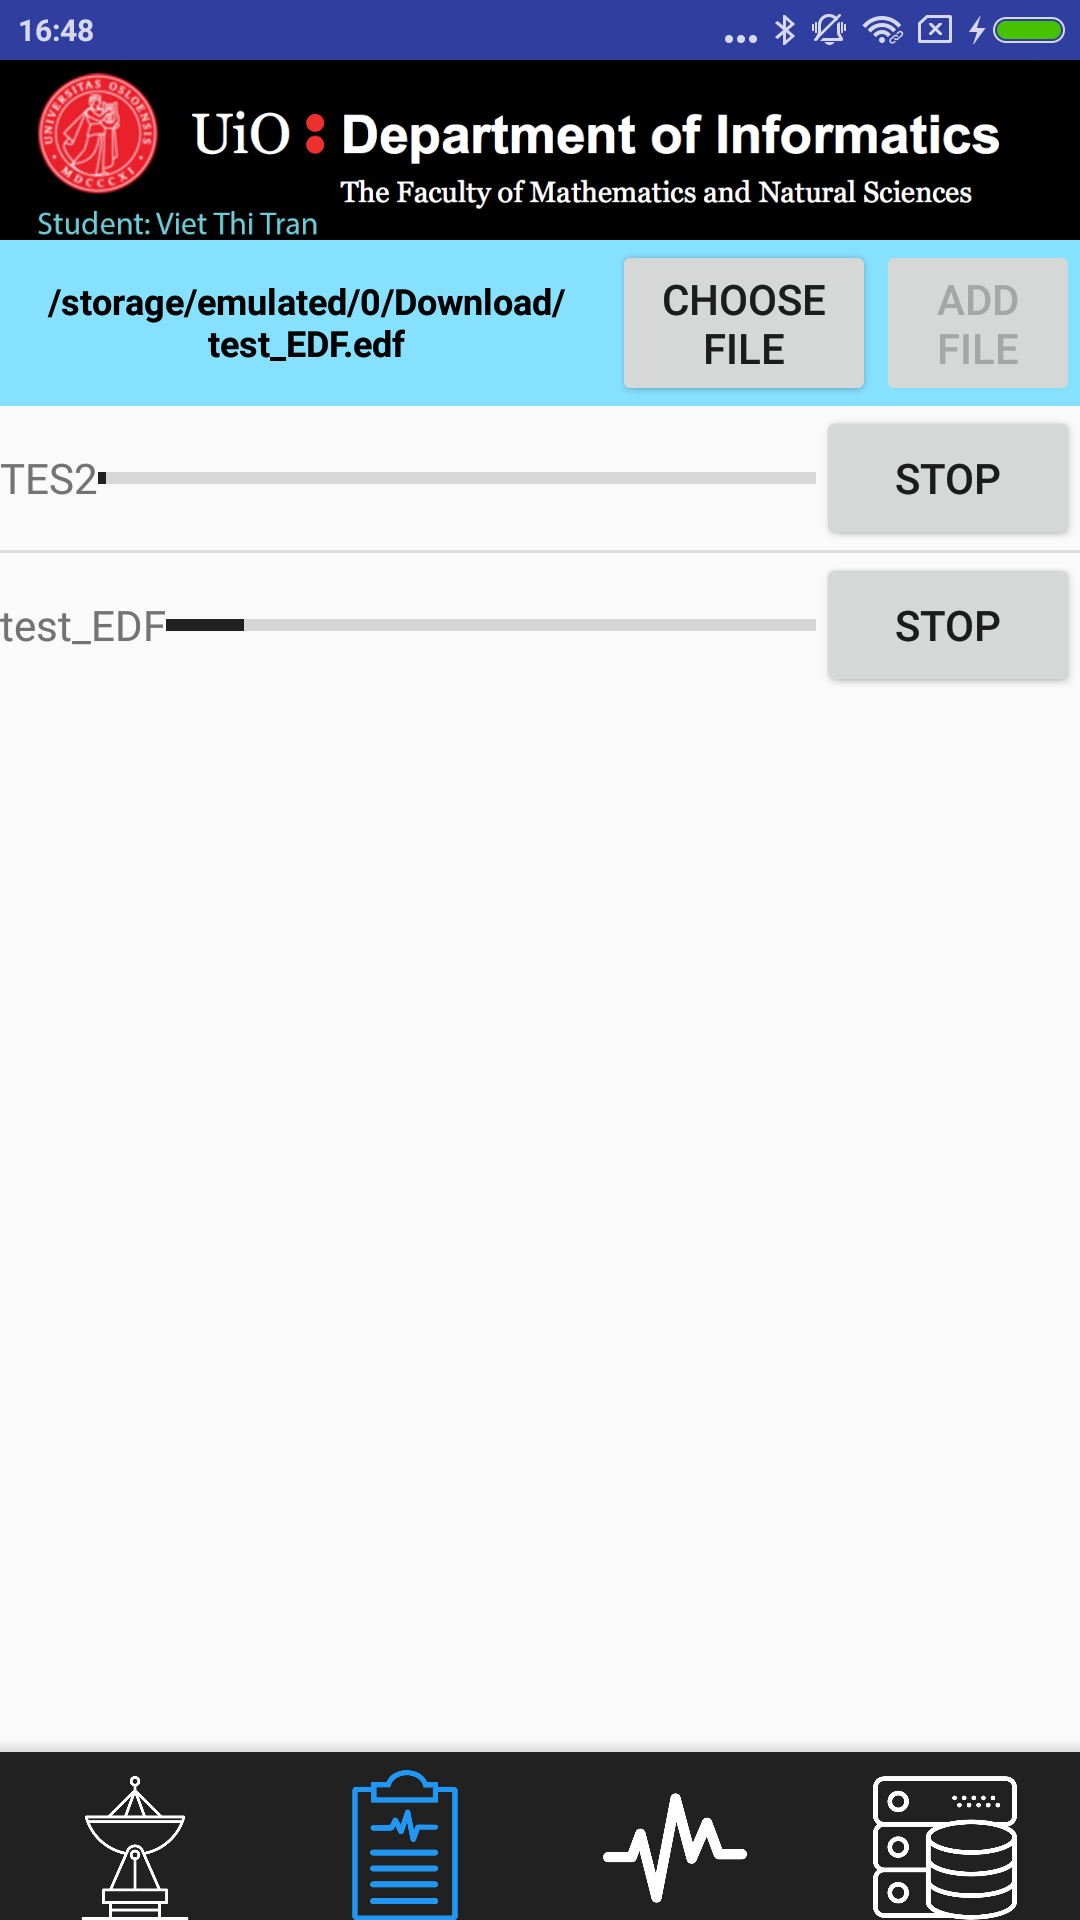 16:48
UNIVERSITAS OSLOENSIS
MDCCCXI
UiO : Department of Informatics
The Faculty of Mathematics and Natural Sciences
Student: Viet Thi Tran
/storage/emulated/0/Download/
test_EDF.edf
CHOOSE
FILE
ADD
FILE
TES2
STOP
test_EDF
STOP